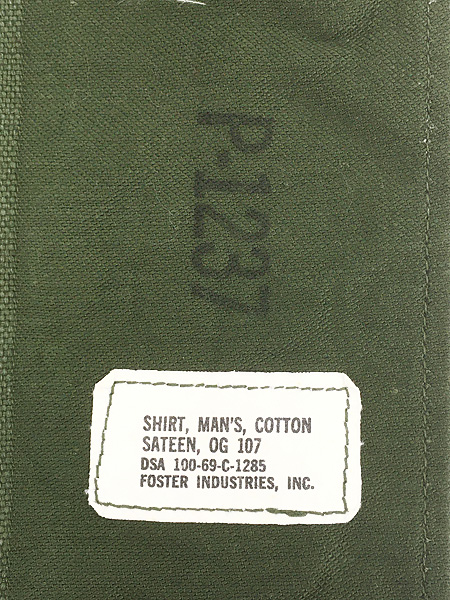 P-1237
SHIRT, MAN'S, COTTON
SATEEN, OG 107
DSA 100-69-C-1285
FOSTER INDUSTRIES, INC.